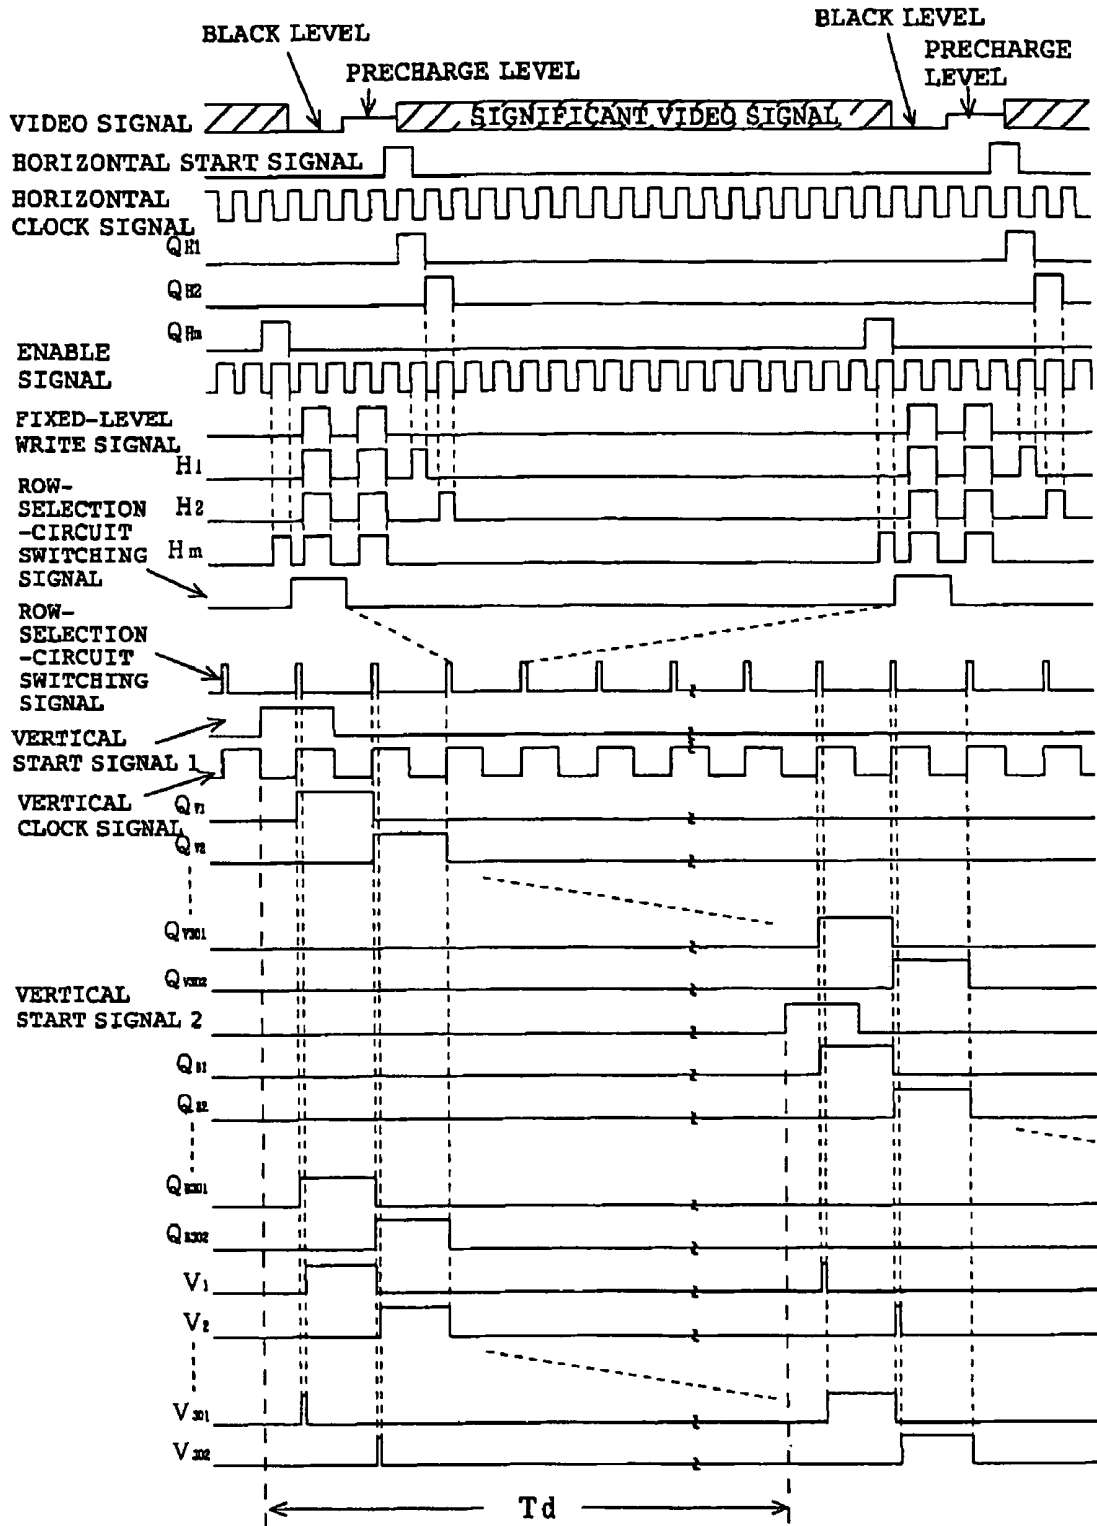 BLACK LEVEL
PRECHARGE LEVEL
BLACK LEVEL
PRECHARGE
LEVEL
VIDEO SIGNAL
SIGNIFICANT VIDEO SIGNAL
HORIZONTAL START SIGNAL
HORIZONTAL
CLOCK SIGNAL
QH1
QH2
QHm
ENABLE
SIGNAL
FIXED-LEVEL
WRITE SIGNAL
H1
ROW-
SELECTION
-CIRCUIT
SWITCHING
SIGNAL
H2
Hm
ROW-
SELECTION
-CIRCUIT
SWITCHING
SIGNAL
VERTICAL
START SIGNAL 1
VERTICAL
CLOCK SIGNAL
QV1
QV2
QV301
QV302
VERTICAL
START SIGNAL 2
QB1
QB2
QB301
QB302
V1
V2
V301
V302
Td